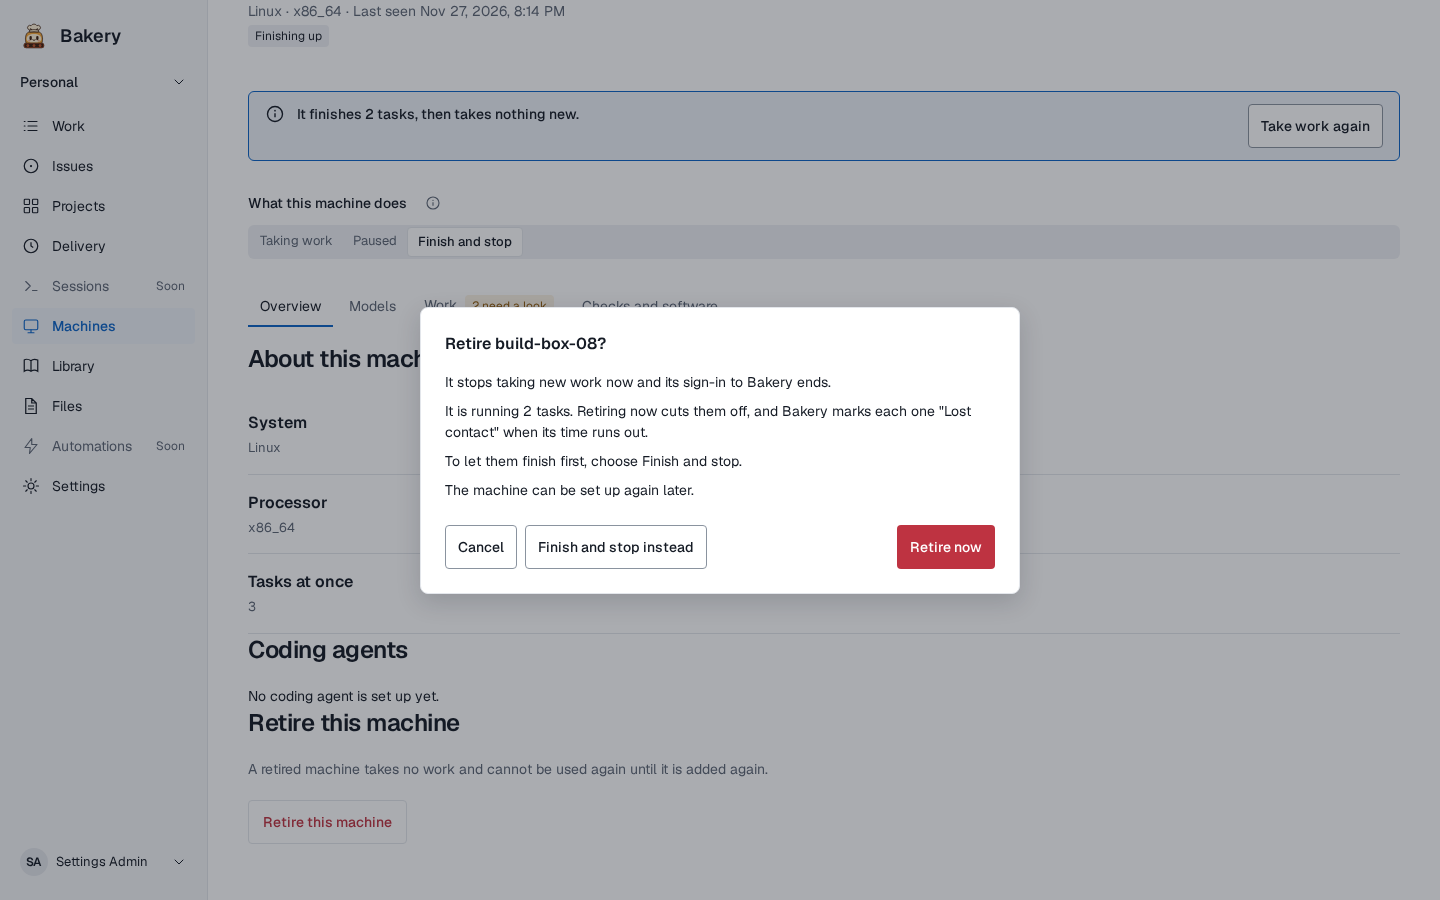 Bakery
Personal
Work
Issues
Projects
Delivery
Sessions Soon
Machines
Library
Files
Automations Soon
Settings
SA Settings Admin
Linux · x86_64 · Last seen Nov 27, 2026, 8:14 PM
Finishing up
It finishes 2 tasks, then takes nothing new.
Take work again
What this machine does
Taking work Paused Finish and stop
Overview Models Work 2 need a look Checks and software
About this mach
System
Linux
Processor
x86_64
Tasks at once
3
Coding agents
No coding agent is set up yet.
Retire this machine
A retired machine takes no work and cannot be used again until it is added again.
Retire this machine
Retire build-box-08?
It stops taking new work now and its sign-in to Bakery ends.
It is running 2 tasks. Retiring now cuts them off, and Bakery marks each one "Lost
contact" when its time runs out.
To let them finish first, choose Finish and stop.
The machine can be set up again later.
Cancel Finish and stop instead Retire now